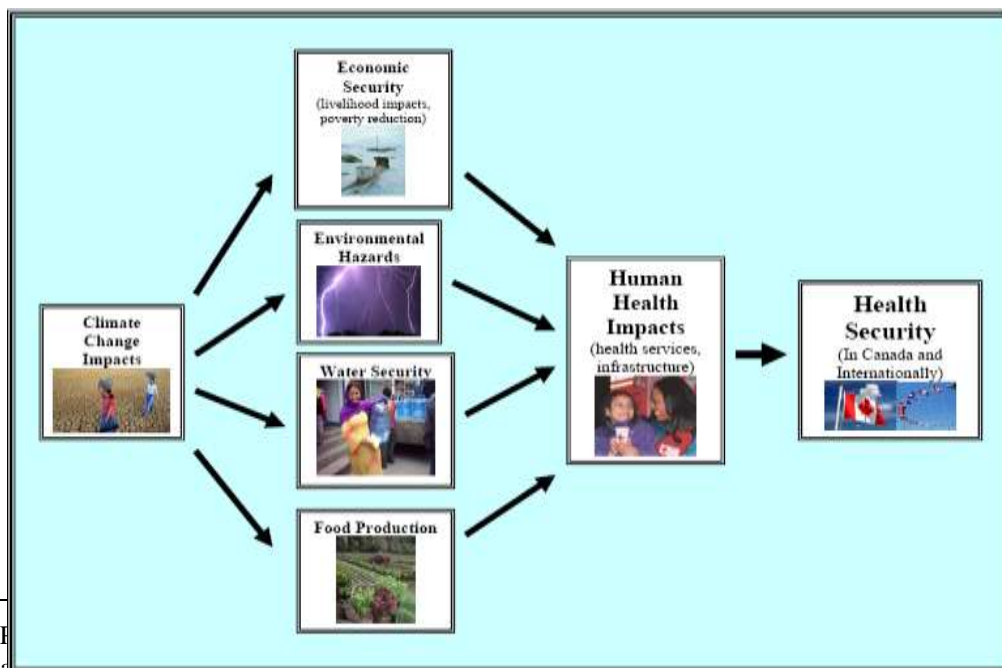 Economic
Security
(livelihood impacts,
poverty reduction)
Environmental
Hazards
Climate
Change
Impacts
Water Security
Food Production
Human
Health
Impacts
(health services,
infrastructure)
Health
Security
(In Canada and
Internationally)